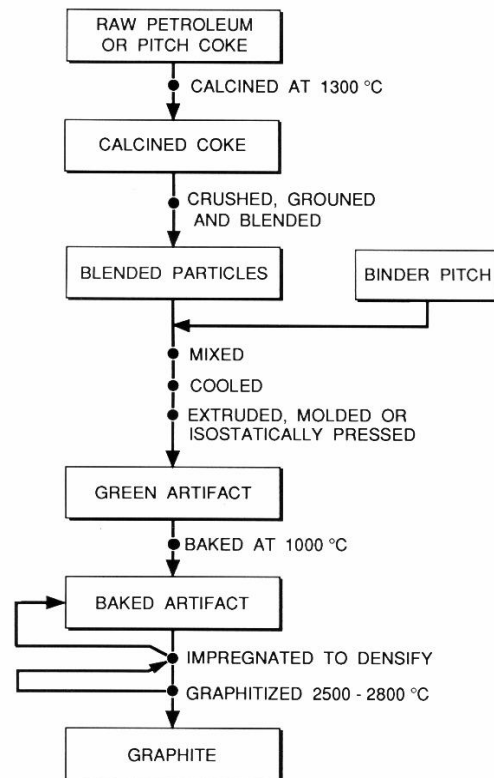 RAW PETROLEUM
OR PITCH COKE
CALCINED AT 1300 °C
CALCINED COKE
CRUSHED, GROUNED
AND BLENDED
BLENDED PARTICLES
BINDER PITCH
MIXED
COOLED
EXTRUDED, MOLDED OR
ISOSTATICALLY PRESSED
GREEN ARTIFACT
BAKED AT 1000 °C
BAKED ARTIFACT
IMPREGNATED TO DENSIFY
GRAPHITIZED 2500 - 2800 °C
GRAPHITE